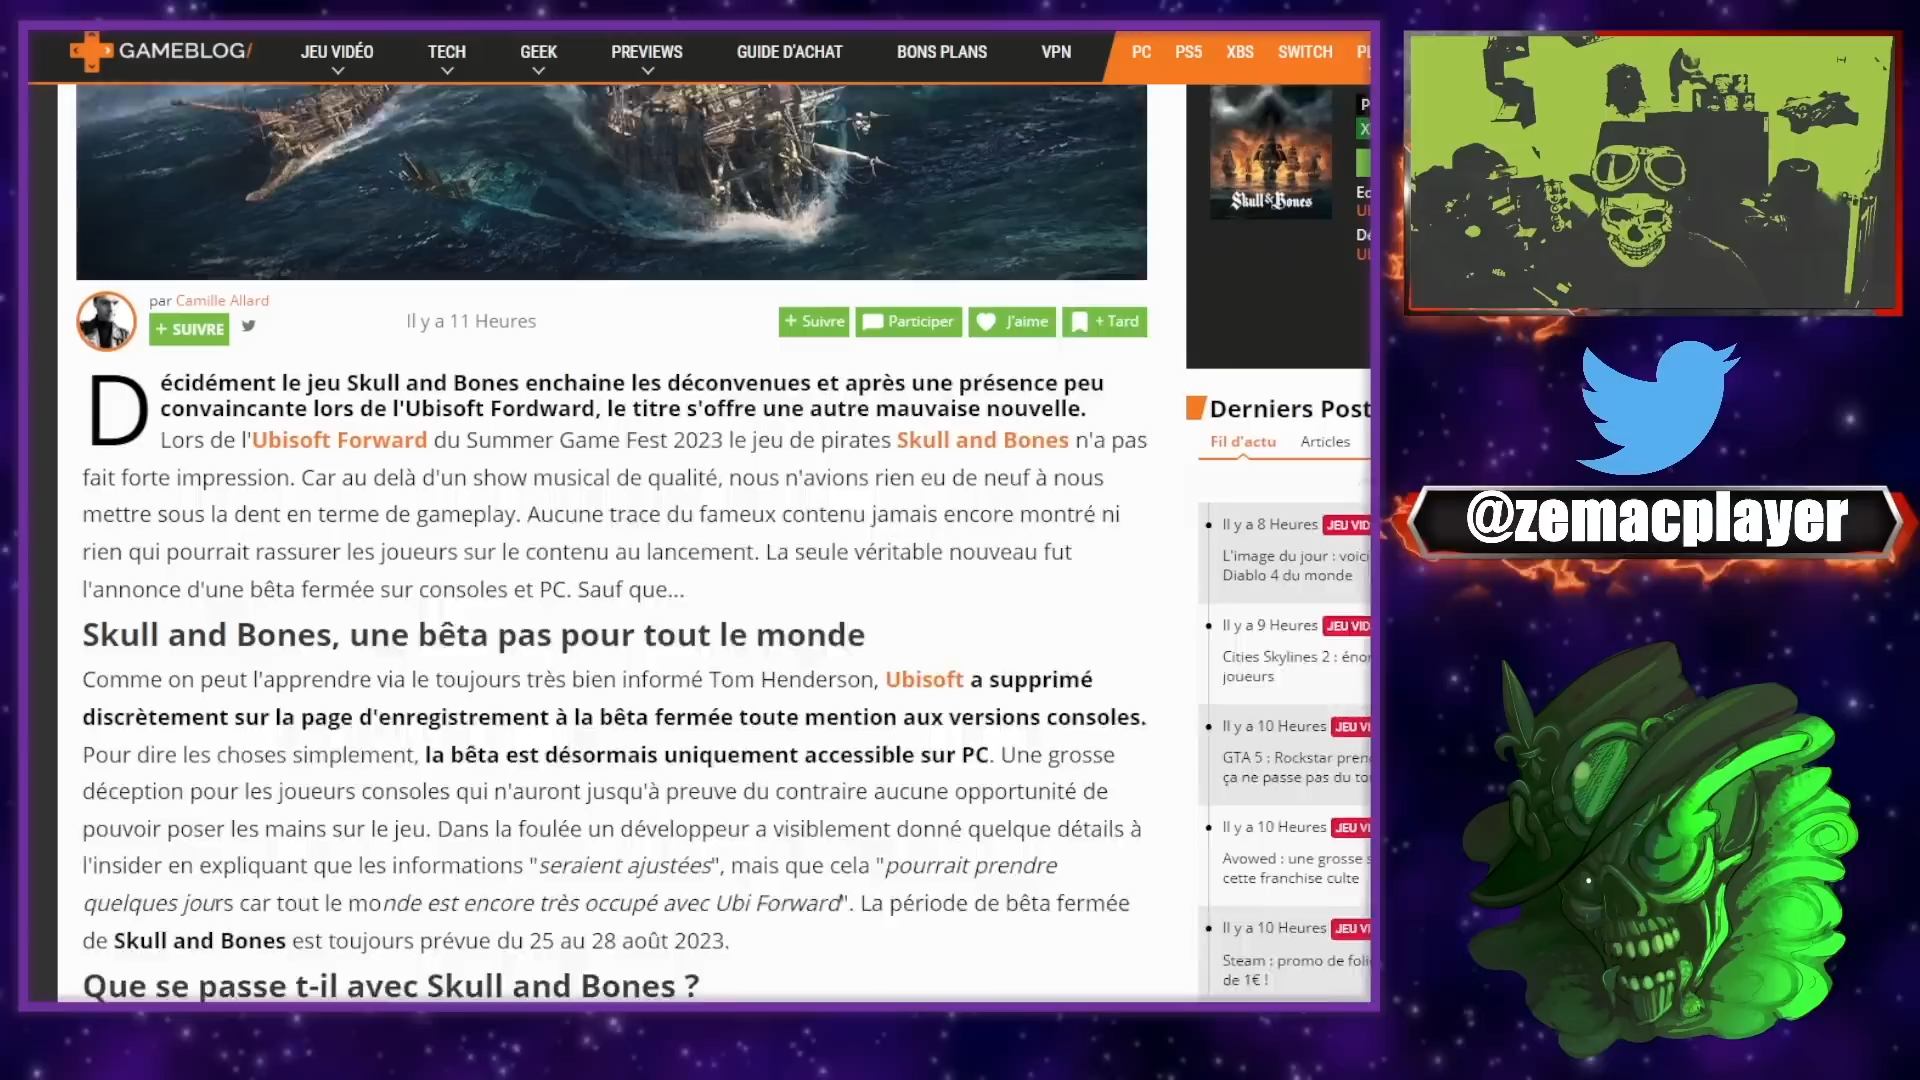 GAMEBLOG/
JEU VIDÉO TECH GEEK PREVIEWS GUIDE D'ACHAT BONS PLANS VPN PC PS5 XBS SWITCH
Skull & Bones
par Camille Allard
+ SUIVRE
Il y a 11 Heures
+ Suivre Participer J'aime + Tard
Décidément le jeu Skull and Bones enchaine les déconvenues et après une présence peu
convaincante lors de l'Ubisoft Fordward, le titre s'offre une autre mauvaise nouvelle.
Lors de l'Ubisoft Forward du Summer Game Fest 2023 le jeu de pirates Skull and Bones n'a pas
fait forte impression. Car au delà d'un show musical de qualité, nous n'avions rien eu de neuf à nous
mettre sous la dent en terme de gameplay. Aucune trace du fameux contenu jamais encore montré ni
rien qui pourrait rassurer les joueurs sur le contenu au lancement. La seule véritable nouveau fut
l'annonce d'une bêta fermée sur consoles et PC. Sauf que...
Skull and Bones, une bêta pas pour tout le monde
Comme on peut l'apprendre via le toujours très bien informé Tom Henderson, Ubisoft a supprimé
discrètement sur la page d'enregistrement à la bêta fermée toute mention aux versions consoles.
Pour dire les choses simplement, la bêta est désormais uniquement accessible sur PC. Une grosse
déception pour les joueurs consoles qui n'auront jusqu'à preuve du contraire aucune opportunité de
pouvoir poser les mains sur le jeu. Dans la foulée un développeur a visiblement donné quelque détails à
l'insider en expliquant que les informations "seraient ajustées", mais que cela "pourrait prendre
quelques jours car tout le monde est encore très occupé avec Ubi Forward". La période de bêta fermée
de Skull and Bones est toujours prévue du 25 au 28 août 2023.
Que se passe t-il avec Skull and Bones ?
Derniers Post
Fil d'actu Articles
Il y a 8 Heures JEU VID
L'image du jour : voici
Diablo 4 du monde
Il y a 9 Heures JEU VID
Cities Skylines 2 : énor
joueurs
Il y a 10 Heures JEU VI
GTA 5 : Rockstar pren
ça ne passe pas du to
Il y a 10 Heures JEU VI
Avowed : une grosse s
cette franchise culte
Il y a 10 Heures JEU VI
Steam : promo de foli
de 1€ !
@zemacplayer